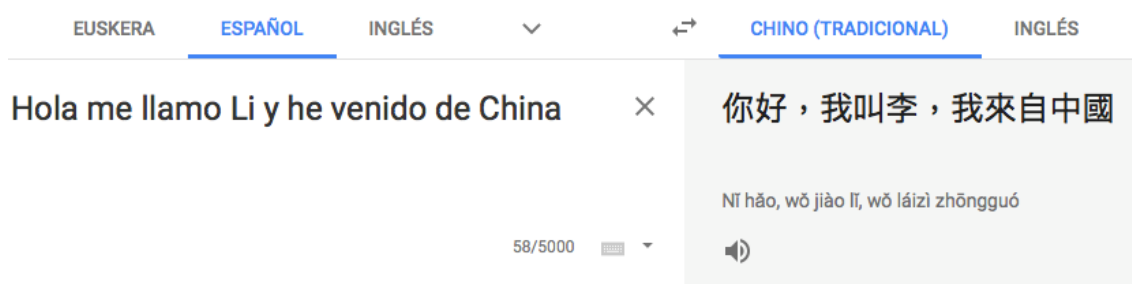 EUSKERA ESPAÑOL INGLÉS CHINO (TRADICIONAL) INGLÉS
Hola me llamo Li y he venido de China
你好，我叫李，我來自中國
Nǐ hǎo, wǒ jiào lǐ, wǒ láizì zhōngguó
58/5000